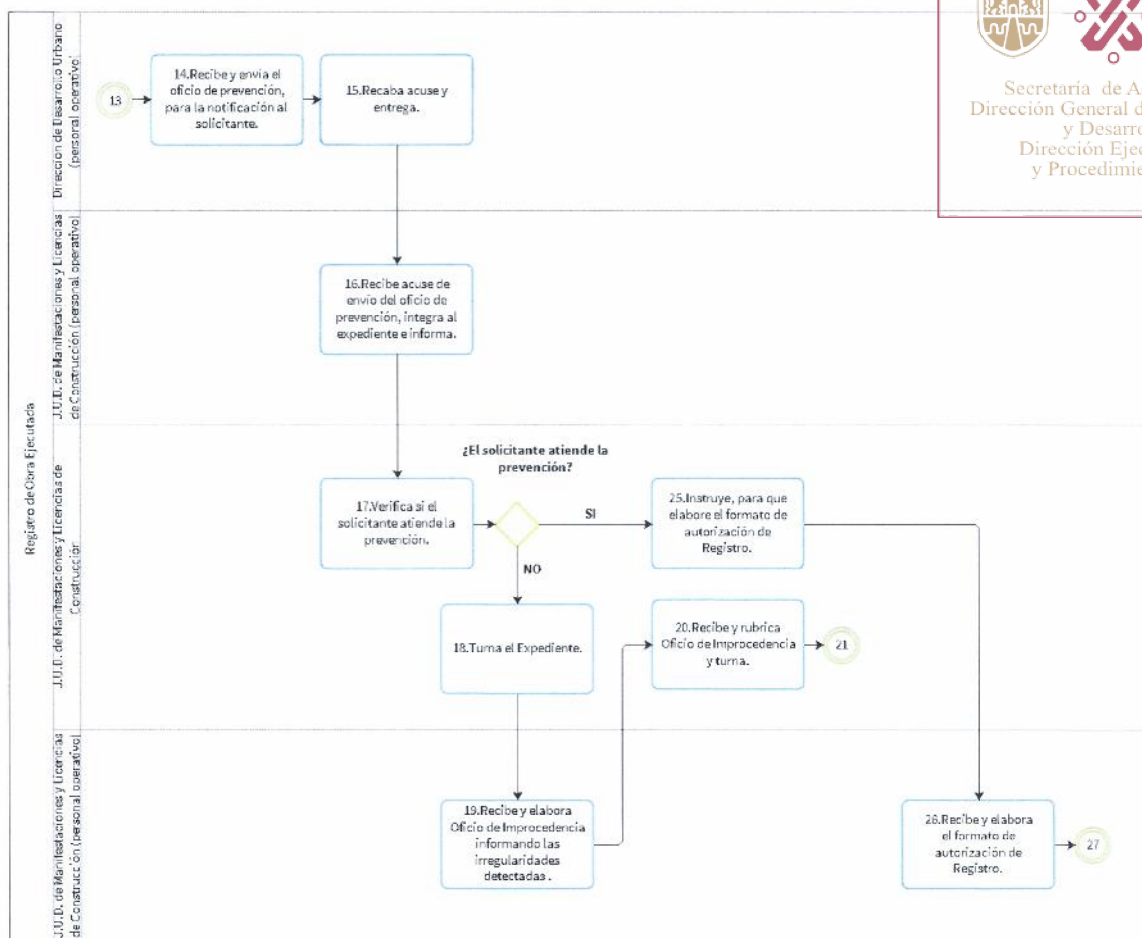 Secretaría de A
Dirección General d
y Desarro
Dirección Ejec
y Procedimie
Registro de Obra Ejecutada
Dirección de Desarrollo Urbano
(personal operativo)
13
14.Recibe y envía el
oficio de prevención,
para la notificación al
solicitante.
15.Recaba acuse y
entrega.
J.U.D. de Manifestaciones y Licencias
de Construcción (personal operativo)
16.Recibe acuse de
envío del oficio de
prevención, integra al
expediente e informa.
J.U.D. de Manifestaciones y Licencias de
Construcción
17.Verifica si el
solicitante atiende la
prevención.
¿El solicitante atiende la
prevención?
SI
25.Instruye, para que
elabore el formato de
autorización de
Registro.
NO
18.Turna el Expediente.
20.Recibe y rubrica
Oficio de Improcedencia
y turna.
21
J.U.D. de Manifestaciones y Licencias
de Construcción (personal operativo)
19.Recibe y elabora
Oficio de Improcedencia
informando las
irregularidades
detectadas .
26.Recibe y elabora
el formato de
autorización de
Registro.
27